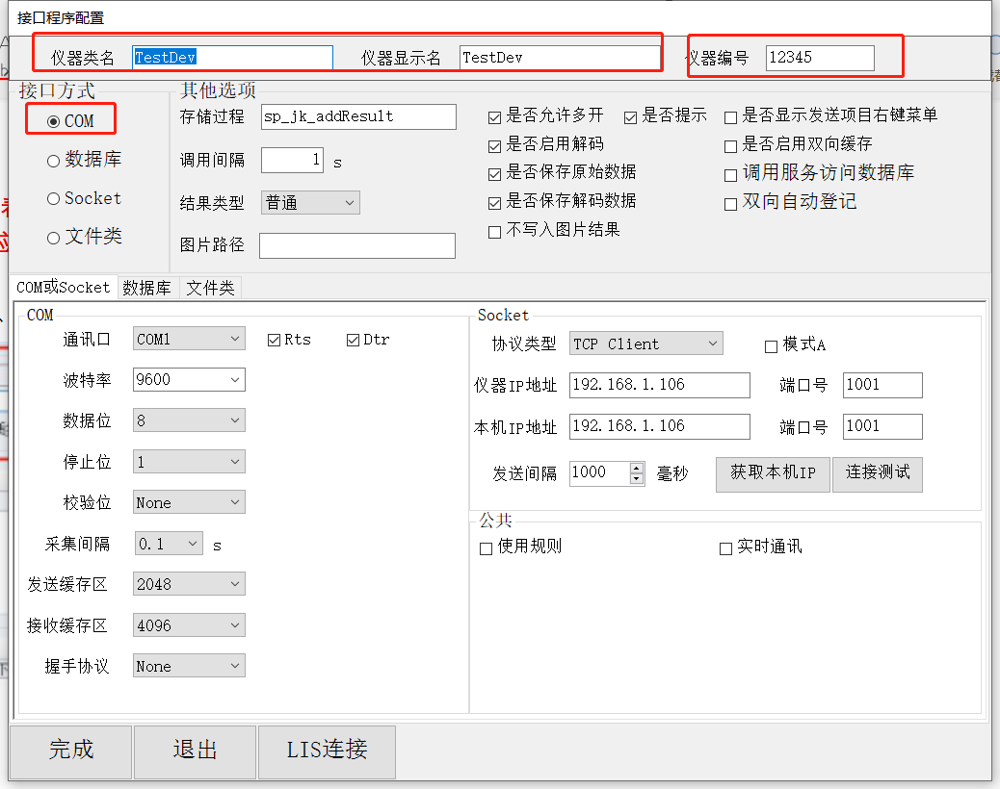 接口程序配置
仪器类名 TestDev 仪器显示名 TestDev 仪器编号 12345
接口方式
COM
数据库
Socket
文件类
其他选项
存储过程 sp_jk_addResult
调用间隔 1 s
结果类型 普通
图片路径
是否允许多开 是否提示 是否显示发送项目右键菜单
是否启用解码 是否启用双向缓存
是否保存原始数据 调用服务访问数据库
是否保存解码数据 双向自动登记
不写入图片结果
COM或Socket 数据库 文件类
COM
通讯口 COM1 Rts Dtr
波特率 9600
数据位 8
停止位 1
校验位 None
采集间隔 0.1 s
发送缓存区 2048
接收缓存区 4096
握手协议 None
Socket
协议类型 TCP Client 模式A
仪器IP地址 192.168.1.106 端口号 1001
本机IP地址 192.168.1.106 端口号 1001
发送间隔 1000 毫秒 获取本机IP 连接测试
公共
使用规则 实时通讯
完成 退出 LIS连接